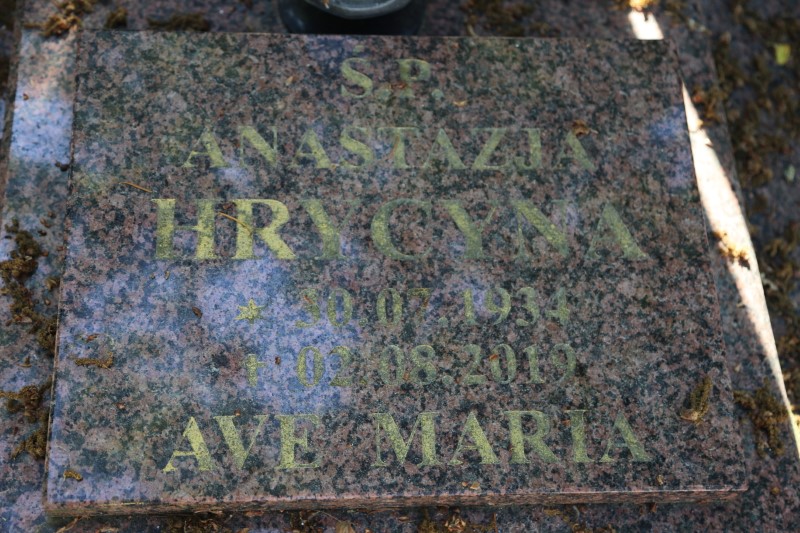 Ś.P.
ANASTAZJA
HRYCYNA
* 30.07.1934
† 02.08.2019
AVE MARIA